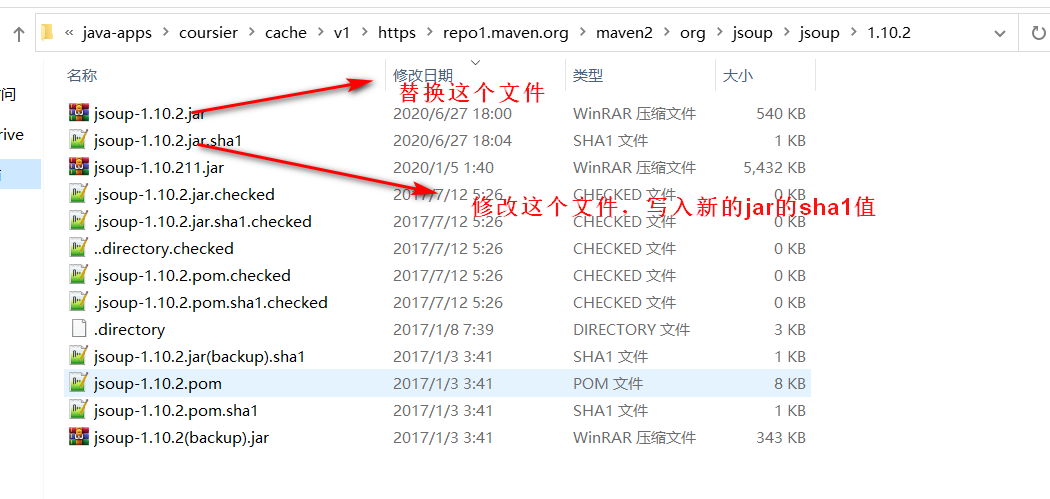 « java-apps > coursier > cache > v1 > https > repo1.maven.org > maven2 > org > jsoup > jsoup > 1.10.2
名称 修改日期 类型 大小
替换这个文件
问
jsoup-1.10.2.jar 2020/6/27 18:00 WinRAR 压缩文件 540 KB
rive
jsoup-1.10.2.jar.sha1 2020/6/27 18:04 SHA1 文件 1 KB
jsoup-1.10.211.jar 2020/1/5 1:40 WinRAR 压缩文件 5,432 KB
.jsoup-1.10.2.jar.checked 2017/7/12 5:26 CHECKED 文件 0 KB
修改这个文件，写入新的jar的sha1值
.jsoup-1.10.2.jar.sha1.checked 2017/7/12 5:26 CHECKED 文件 0 KB
..directory.checked 2017/7/12 5:26 CHECKED 文件 0 KB
.jsoup-1.10.2.pom.checked 2017/7/12 5:26 CHECKED 文件 0 KB
.jsoup-1.10.2.pom.sha1.checked 2017/7/12 5:26 CHECKED 文件 0 KB
.directory 2017/1/8 7:39 DIRECTORY 文件 3 KB
jsoup-1.10.2.jar(backup).sha1 2017/1/3 3:41 SHA1 文件 1 KB
jsoup-1.10.2.pom 2017/1/3 3:41 POM 文件 8 KB
jsoup-1.10.2.pom.sha1 2017/1/3 3:41 SHA1 文件 1 KB
jsoup-1.10.2(backup).jar 2017/1/3 3:41 WinRAR 压缩文件 343 KB